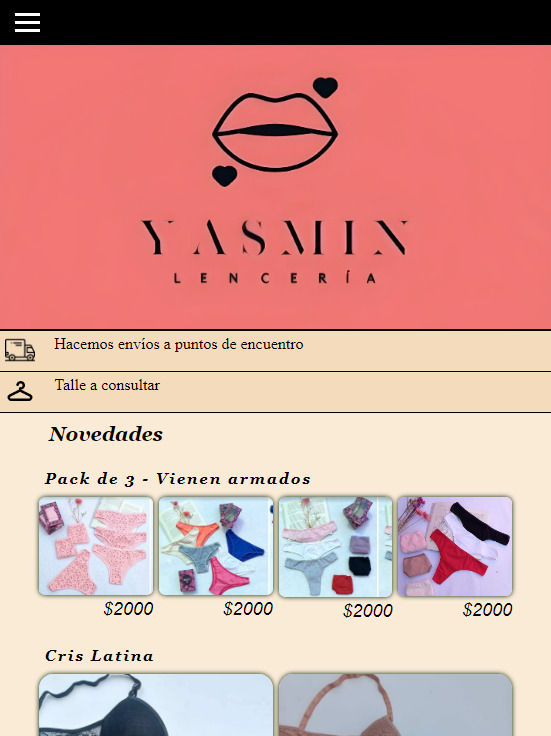 YASMIN
LENCERÍA
Hacemos envíos a puntos de encuentro
Talle a consultar
Novedades
Pack de 3 - Vienen armados
$2000 $2000 $2000 $2000
Cris Latina